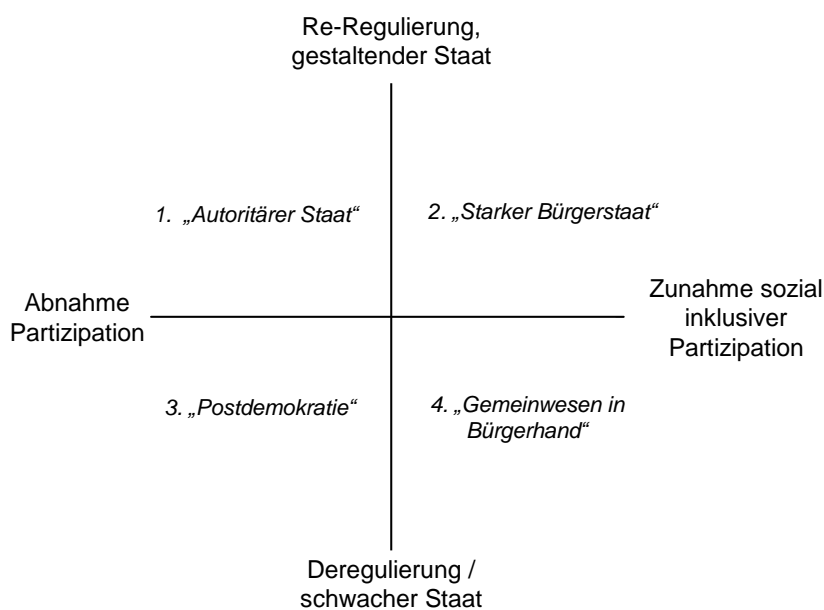 Re-Regulierung,
gestaltender Staat
1. „Autoritärer Staat“
2. „Starker Bürgerstaat“
Abnahme
Partizipation
Zunahme sozial
inklusiver
Partizipation
3. „Postdemokratie“
4. „Gemeinwesen in
Bürgerhand“
Deregulierung /
schwacher Staat